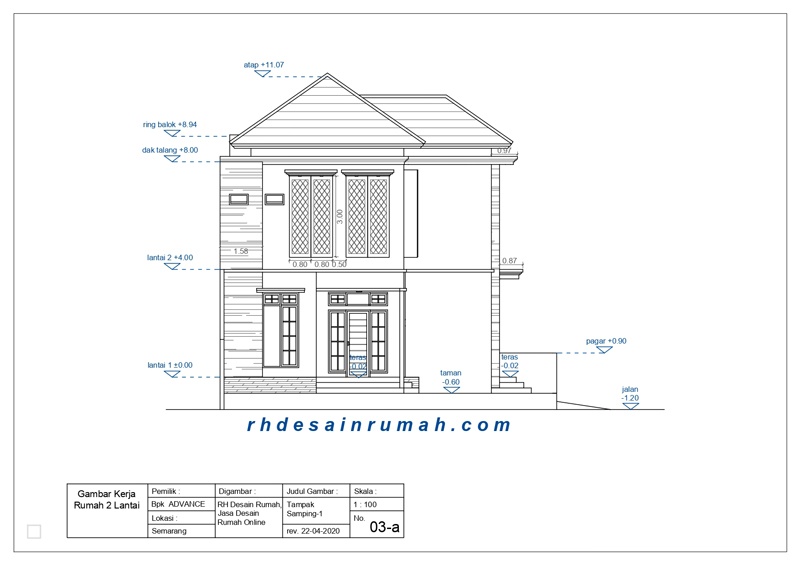 atap +11.07
ring balok +8.94
dak talang +8.00
0.97
3.00
1.58
0.80 0.80 0.50
lantai 2 +4.00
0.87
pagar +0.90
lantai 1 ±0.00
teras
-0.02
taman
-0.60
teras
-0.02
jalan
-1.20
rhdesainrumah.com
Gambar Kerja
Rumah 2 Lantai
Pemilik :
Bpk ADVANCE
Lokasi :
Semarang
Digambar :
RH Desain Rumah,
Jasa Desain
Rumah Online
Judul Gambar :
Tampak
Samping-1
rev. 22-04-2020
Skala :
1 : 100
No.
03-a